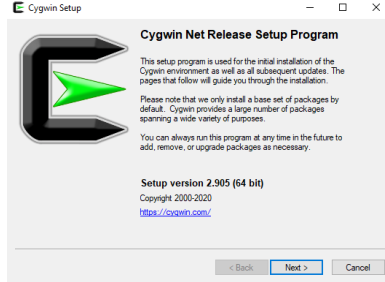 Cygwin Setup
Cygwin Net Release Setup Program
This setup program is used for the initial installation of the
Cygwin environment as well as all subsequent updates. The
pages that follow will guide you through the installation.
Please note that we only install a base set of packages by
default. Cygwin provides a large number of packages
spanning a wide variety of purposes.
You can always run this program at any time in the future to
add, remove, or upgrade packages as necessary.
Setup version 2.905 (64 bit)
Copyright 2000-2020
https://cygwin.com/
< Back
Next >
Cancel